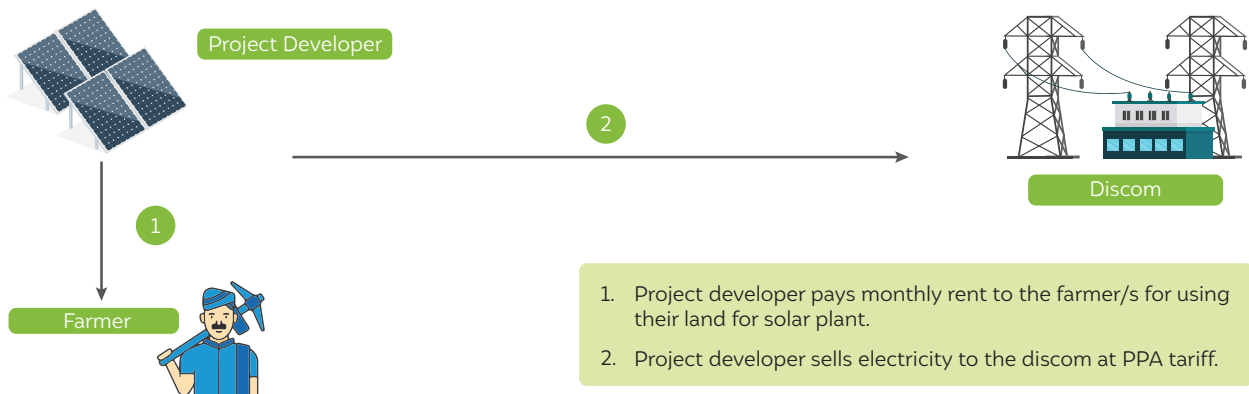 Project Developer
2
Discom
1
Farmer
1. Project developer pays monthly rent to the farmer/s for using
their land for solar plant.
2. Project developer sells electricity to the discom at PPA tariff.